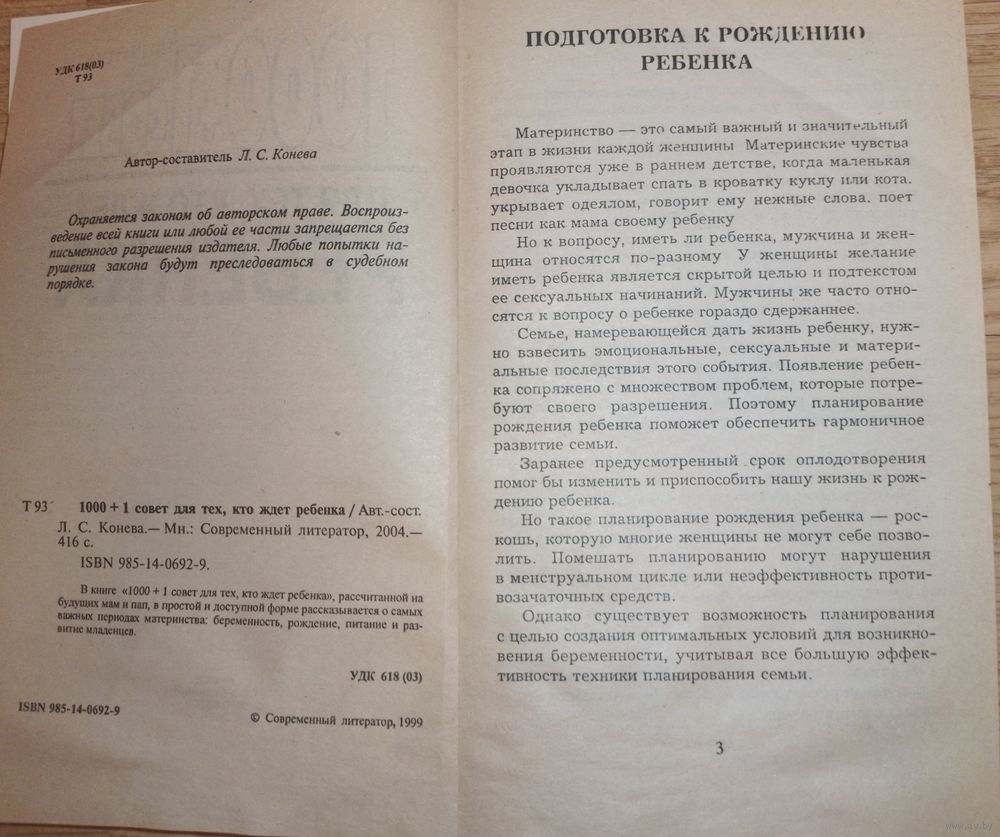 УДК 618(03)
Т 93
Автор-составитель Л. С. Конева
Охраняется законом об авторском праве. Воспроиз-
ведение всей книги или любой ее части запрещается без
письменного разрешения издателя. Любые попытки на-
рушения закона будут преследоваться в судебном
порядке.
Т 93
1000 + 1 совет для тех, кто ждет ребенка / Авт.-сост.
Л. С. Конева.— Мн.: Современный литератор, 2004.—
416 с.
ISBN 985-14-0692-9.
В книге «1000 + 1 совет для тех, кто ждет ребенка», рассчитанной на
будущих мам и пап, в простой и доступной форме рассказывается о самых
важных периодах материнства: беременность, рождение, питание и раз-
витие младенцев.
УДК 618 (03)
ISBN 985-14-0692-9
© Современный литератор, 1999
ПОДГОТОВКА К РОЖДЕНИЮ
РЕБЕНКА
Материнство — это самый важный и значительный
этап в жизни каждой женщины Материнские чувства
проявляются уже в раннем детстве, когда маленькая
девочка укладывает спать в кроватку куклу или кота.
укрывает одеялом, говорит ему нежные слова. поет
песни как мама своему ребенку
Но к вопросу, иметь ли ребенка, мужчина и жен-
щина относятся по-разному У женщины желание
иметь ребенка является скрытой целью и подтекстом
ее сексуальных начинаний. Мужчины же часто отно-
сятся к вопросу о ребенке гораздо сдержаннее.
Семье, намеревающейся дать жизнь ребенку, нуж-
но взвесить эмоциональные, сексуальные и матери-
альные последствия этого события. Появление ребен-
ка сопряжено с множеством проблем, которые потре-
буют своего разрешения. Поэтому планирование
рождения ребенка поможет обеспечить гармоничное
развитие семьи.
Заранее предусмотренный срок оплодотворения
помог бы изменить и приспособить нашу жизнь к рож-
дению ребенка.
Но такое планирование рождения ребенка — рос-
кошь, которую многие женщины не могут себе позво-
лить. Помешать планированию могут нарушения
в менструальном цикле или неэффективность проти-
возачаточных средств.
Однако существует возможность планирования
с целью создания оптимальных условий для возникно-
вения беременности, учитывая все большую эффек-
тивность техники планирования семьи.
3
www.ay.by